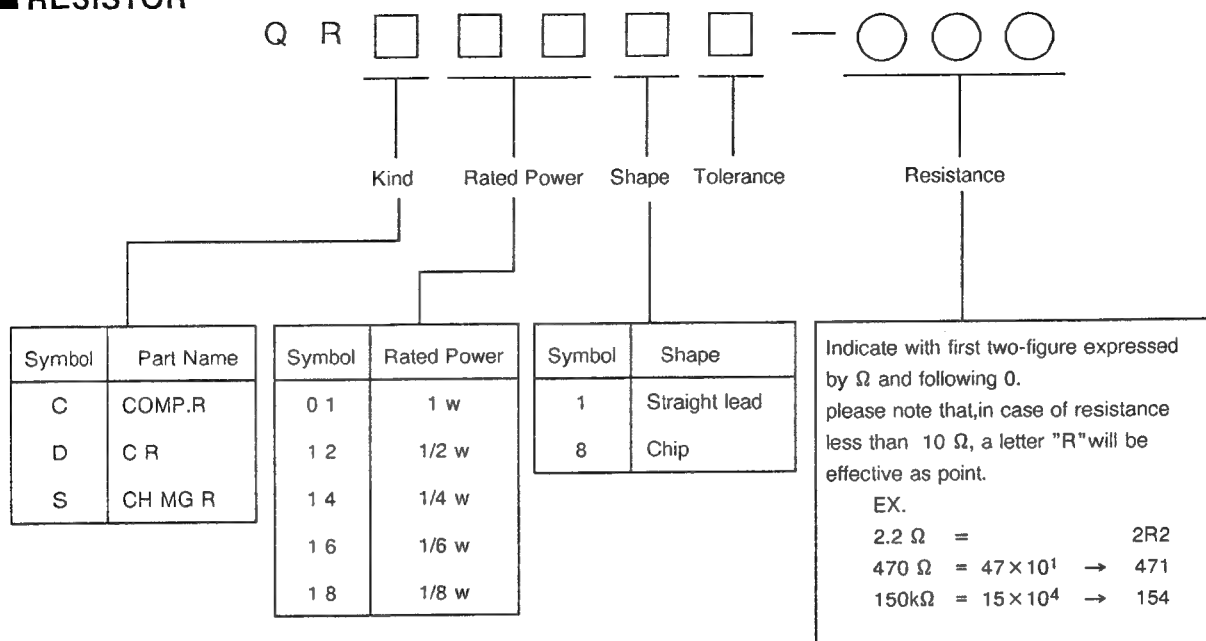 ■ RESISTOR
Q R □ □ □ □ □ — ○ ○ ○
Kind Rated Power Shape Tolerance Resistance
Symbol Part Name
C COMP.R
D C R
S CH MG R
Symbol Rated Power
0 1 1 w
1 2 1/2 w
1 4 1/4 w
1 6 1/6 w
1 8 1/8 w
Symbol Shape
1 Straight lead
8 Chip
Indicate with first two-figure expressed
by Ω and following 0.
please note that,in case of resistance
less than 10 Ω, a letter "R"will be
effective as point.
EX.
2.2 Ω = 2R2
470 Ω = 47×10¹ → 471
150kΩ = 15×10⁴ → 154